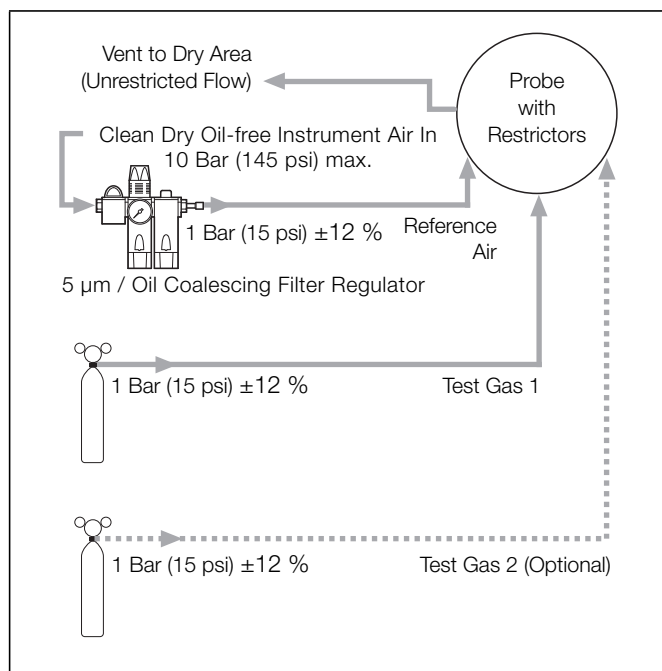 Vent to Dry Area
(Unrestricted Flow)
Probe
with
Restrictors
Clean Dry Oil-free Instrument Air In
10 Bar (145 psi) max.
1 Bar (15 psi) ±12 %
Reference
Air
5 µm / Oil Coalescing Filter Regulator
1 Bar (15 psi) ±12 %
Test Gas 1
1 Bar (15 psi) ±12 %
Test Gas 2 (Optional)